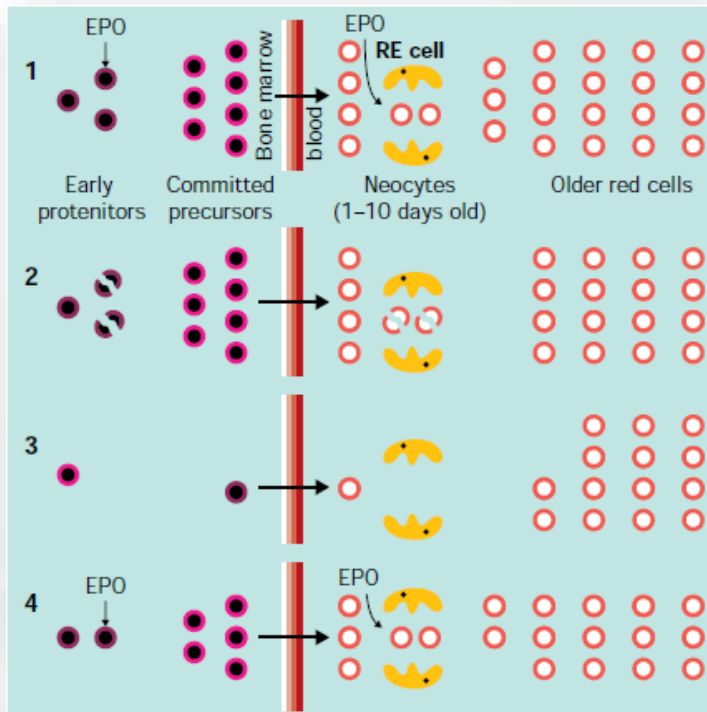 EPO
EPO
RE cell
1
Bone marrow
blood
Early
protenitors
Committed
precursors
Neocytes
(1–10 days old)
Older red cells
2
3
4
EPO
EPO